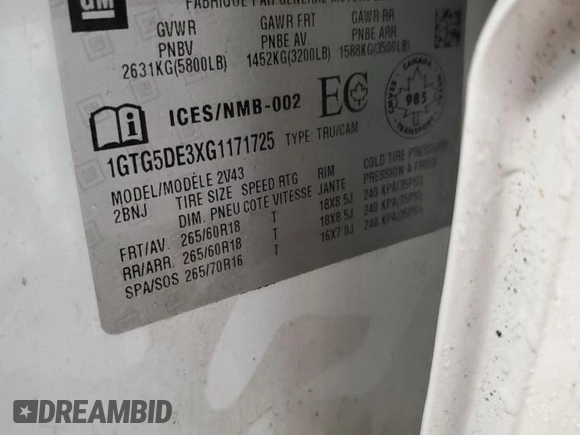 GM
FABRIQUÉ PAR GENERAL MOTORS
GVWR GAWR FRT GAWR RR
PNBV PNBE AV. PNBE ARR.
2631KG(5800LB) 1452KG(3200LB) 1588KG(3500LB)
ICES/NMB-002 EC CMVSS CANADA NSVAC 985 TRANSPORT
1GTG5DE3XG1171725 TYPE TRU/CAM
MODEL/MODÈLE 2V43
2BNJ TIRE SIZE SPEED RTG RIM COLD TIRE
DIM. PNEU COTE VITESSE JANTE PRESSION A FROID
FRT/AV. 265/60R18 T 18X8.5J 240 KPA(35PSI)
RR/ARR. 265/60R18 T 18X8.5J 240 KPA(35PSI)
SPA/SOS 265/70R16 T 16X7.0J 240 KPA(35PSI)
DREAMBID